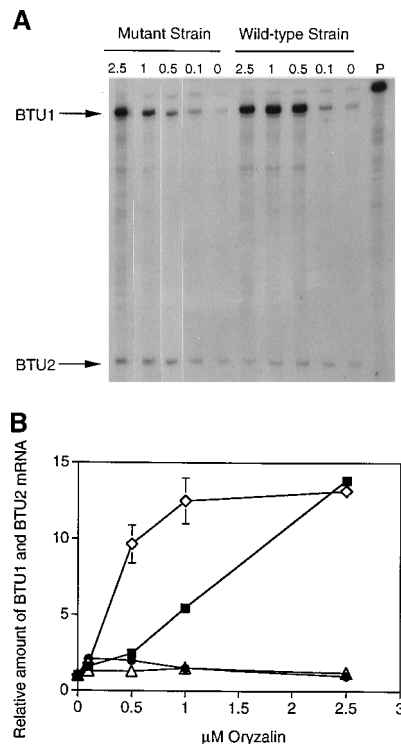 A
Mutant Strain Wild-type Strain
2.5 1 0.5 0.1 0 2.5 1 0.5 0.1 0 P
BTU1
BTU2
B
Relative amount of BTU1 and BTU2 mRNA
15
10
5
0
0 0.5 1 1.5 2 2.5 3
µM Oryzalin